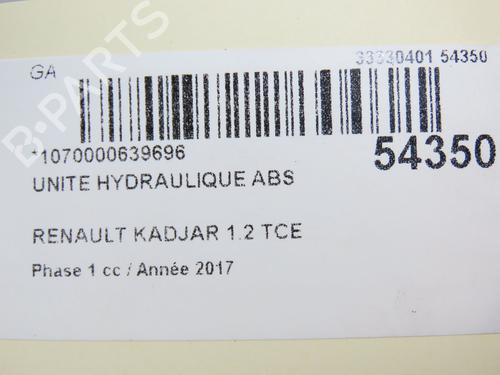 GA
33330401 54350
*1070000639696
54350
UNITE HYDRAULIQUE ABS
RENAULT KADJAR 1.2 TCE
Phase 1 cc / Année 2017
B-PARTS